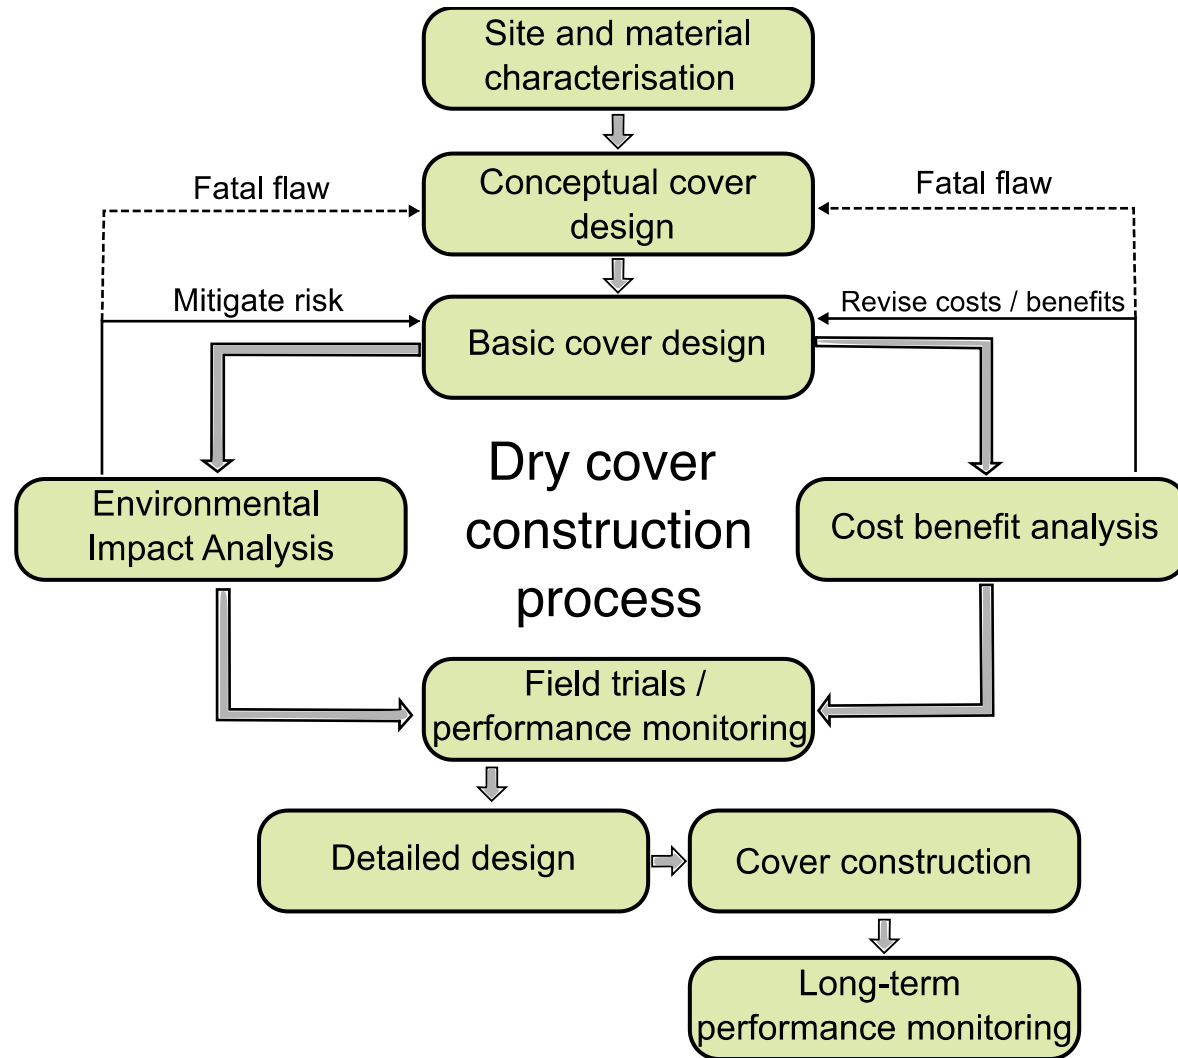 Site and material
characterisation
Fatal flaw
Conceptual cover
design
Fatal flaw
Mitigate risk
Basic cover design
Revise costs / benefits
Dry cover
construction
process
Environmental
Impact Analysis
Cost benefit analysis
Field trials /
performance monitoring
Detailed design
Cover construction
Long-term
performance monitoring